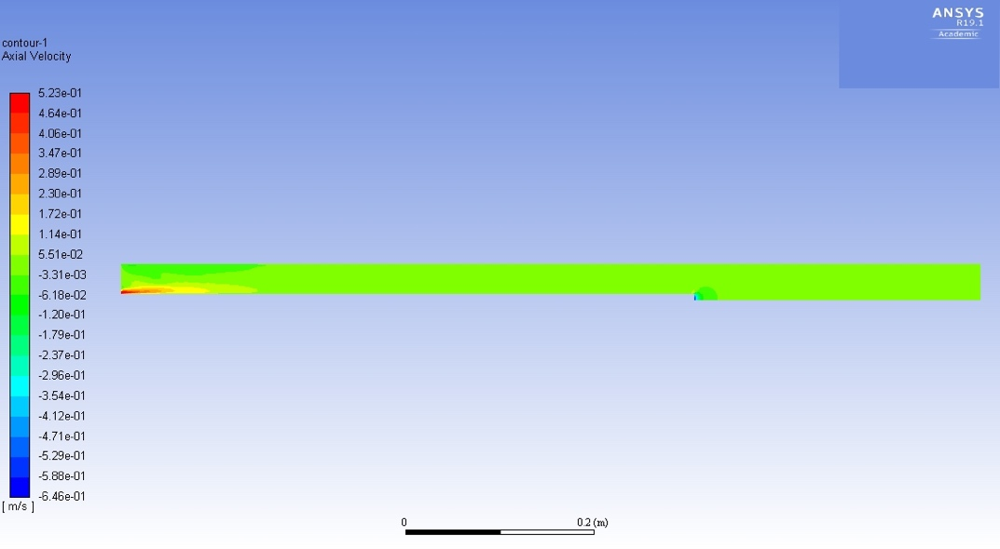 ANSYS
R19.1
Academic
contour-1
Axial Velocity
5.23e-01
4.64e-01
4.06e-01
3.47e-01
2.89e-01
2.30e-01
1.72e-01
1.14e-01
5.51e-02
-3.31e-03
-6.18e-02
-1.20e-01
-1.79e-01
-2.37e-01
-2.96e-01
-3.54e-01
-4.12e-01
-4.71e-01
-5.29e-01
-5.88e-01
-6.46e-01
[ m/s ]
0 0.2 (m)